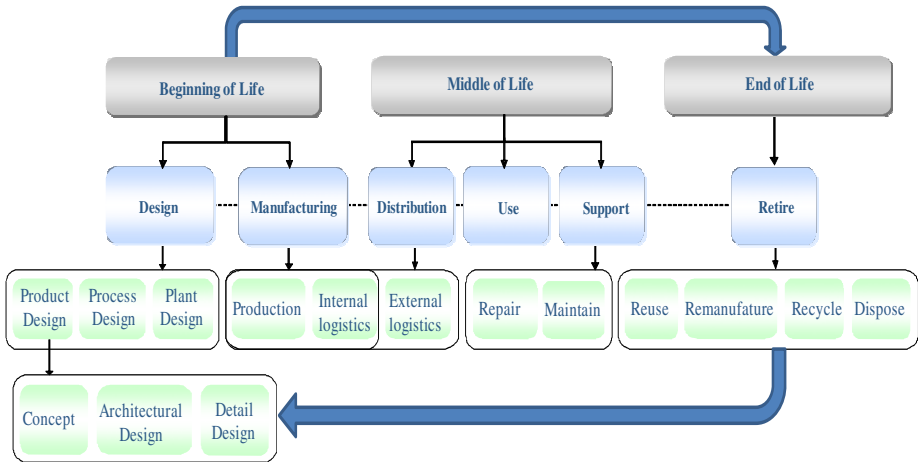 Beginning of Life
Middle of Life
End of Life
Design
Manufacturing
Distribution
Use
Support
Retire
Product
Design
Process
Design
Plant
Design
Production
Internal
logistics
External
logistics
Repair
Maintain
Reuse
Remanufature
Recycle
Dispose
Concept
Architectural
Design
Detail
Design